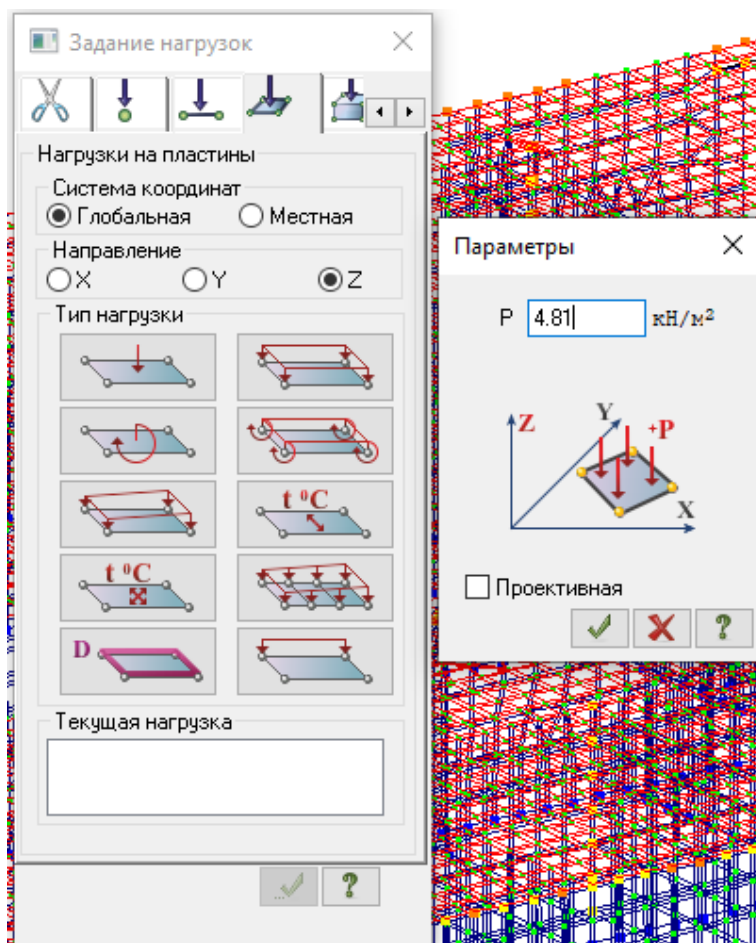 Задание нагрузок
Нагрузки на пластины
Система координат
Глобальная Местная
Направление
X Y Z
Тип нагрузки
t °C
t °C
D
Текущая нагрузка
?
Параметры
P 4.81 кН/м²
Z Y +P
X
Проективная
?